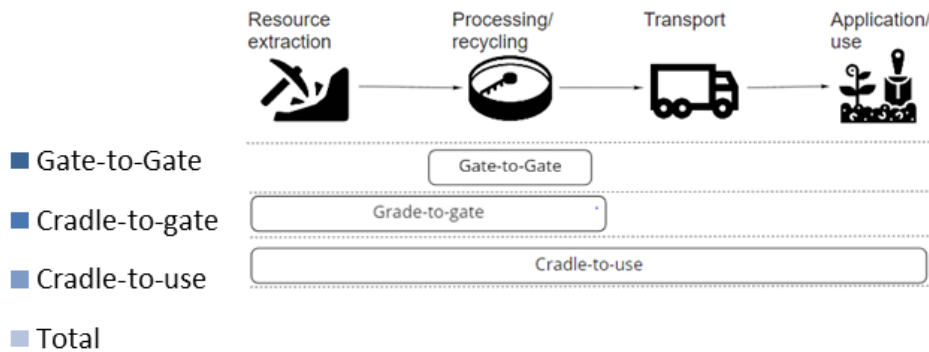 Resource
extraction
Processing/
recycling
Transport
Application/
use
Gate-to-Gate
Gate-to-Gate
Cradle-to-gate
Grade-to-gate
Cradle-to-use
Cradle-to-use
Total